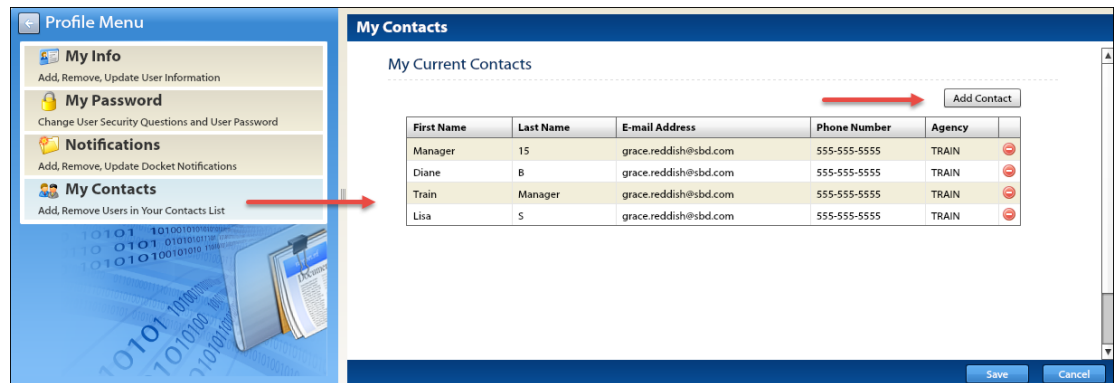 Profile Menu
My Info
Add, Remove, Update User Information
My Password
Change User Security Questions and User Password
Notifications
Add, Remove, Update Docket Notifications
My Contacts
Add, Remove Users in Your Contacts List
My Contacts
My Current Contacts
Add Contact
First Name Last Name E-mail Address Phone Number Agency
Manager 15 grace.reddish@sbd.com 555-555-5555 TRAIN
Diane B grace.reddish@sbd.com 555-555-5555 TRAIN
Train Manager grace.reddish@sbd.com 555-555-5555 TRAIN
Lisa S grace.reddish@sbd.com 555-555-5555 TRAIN
Save Cancel